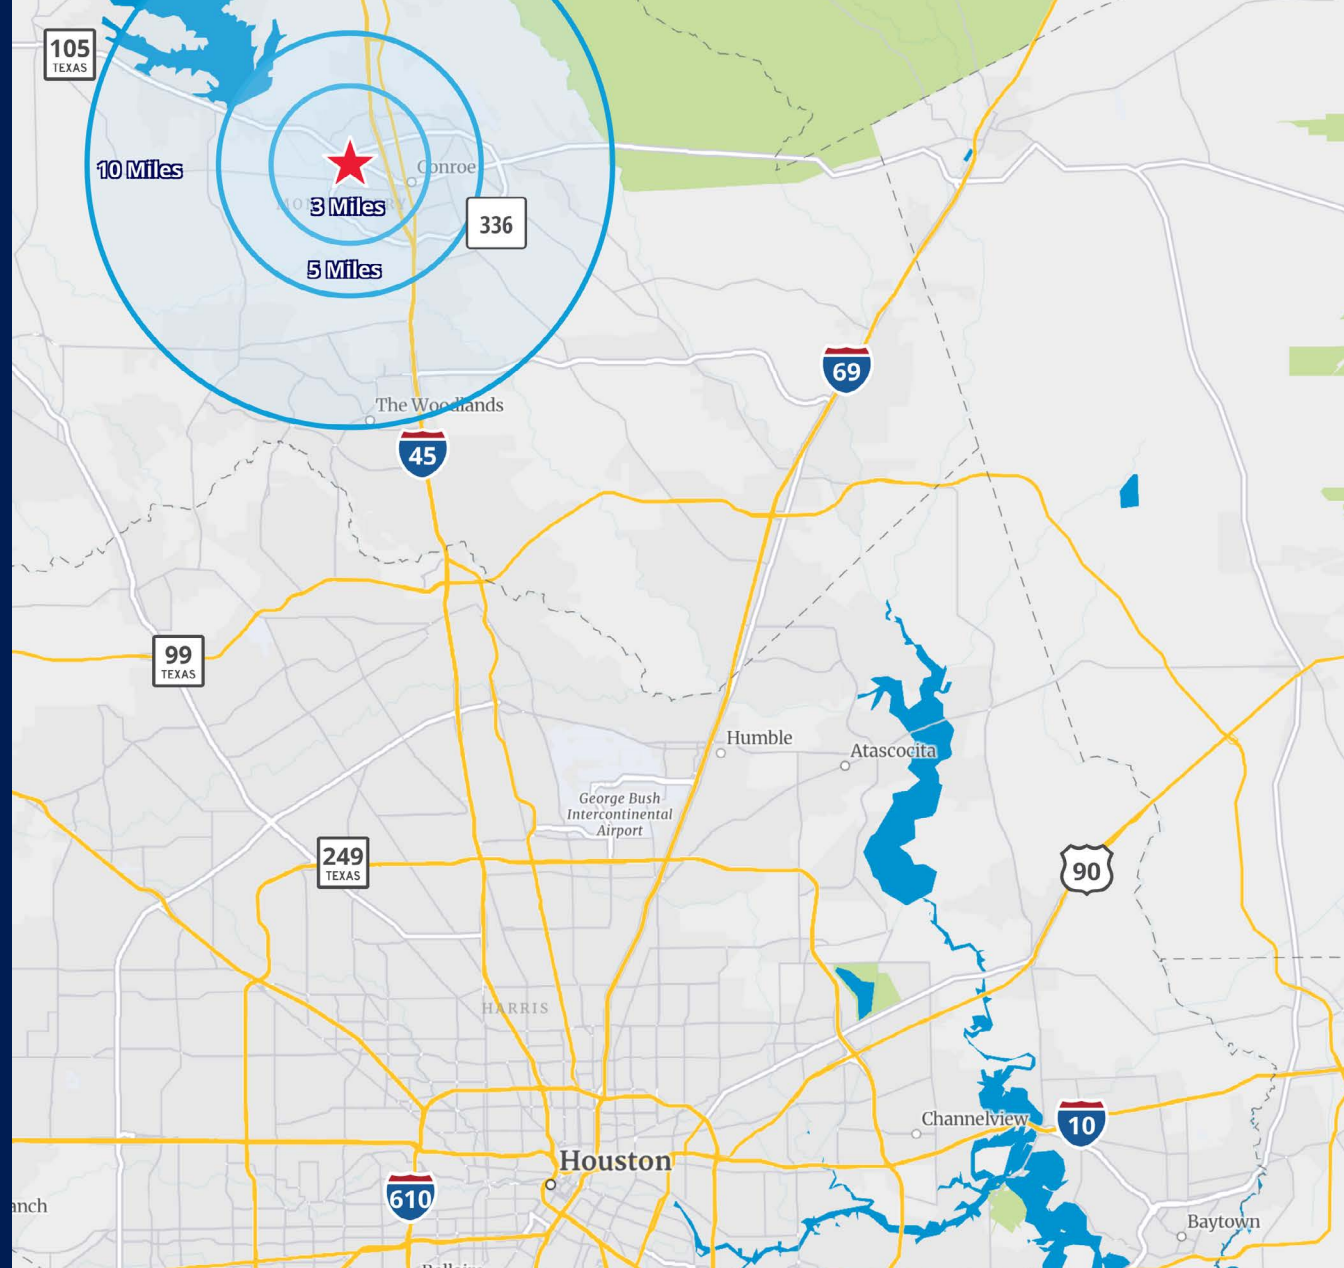 105
TEXAS
10 Miles
Conroe
3 Miles
336
5 Miles
69
The Woodlands
45
99
TEXAS
Humble
Atascocita
George Bush
Intercontinental
Airport
249
TEXAS
90
HARRIS
Channelview
10
Houston
610
anch
Baytown